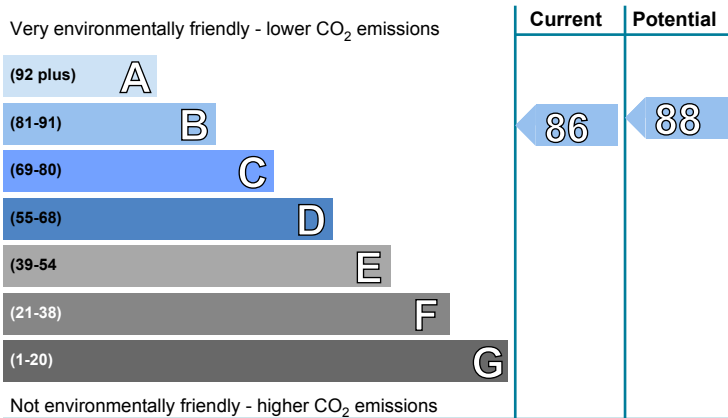 Very environmentally friendly - lower CO2 emissions
Current Potential
(92 plus) A
(81-91) B
86 88
(69-80) C
(55-68) D
(39-54 E
(21-38) F
(1-20) G
Not environmentally friendly - higher CO2 emissions